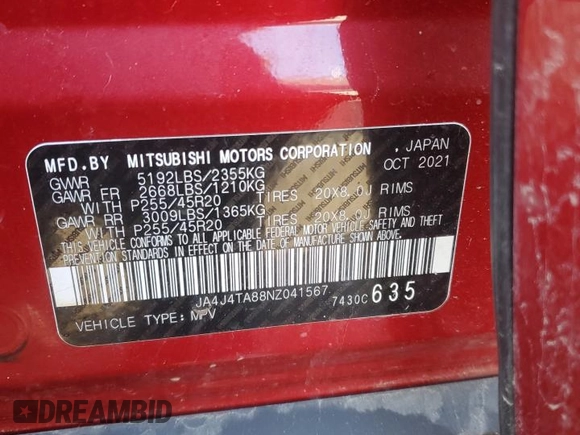 MFD.BY MITSUBISHI MOTORS CORPORATION , JAPAN
GVWR 5192LBS/2355KG OCT 2021
GAWR FR 2668LBS/1210KG
WITH P255/45R20 TIRES 20X8.0J RIMS
GAWR RR 3009LBS/1365KG
WITH P255/45R20 TIRES 20X8.0J RIMS
THIS VEHICLE CONFORMS TO ALL APPLICABLE FEDERAL MOTOR VEHICLE SAFETY AND THEFT
PREVENTION STANDARDS IN EFFECT ON THE DATE OF MANUFACTURE SHOWN ABOVE.
JA4J4TA88NZ041567 7430C 635
VEHICLE TYPE: MPV
DREAMBID